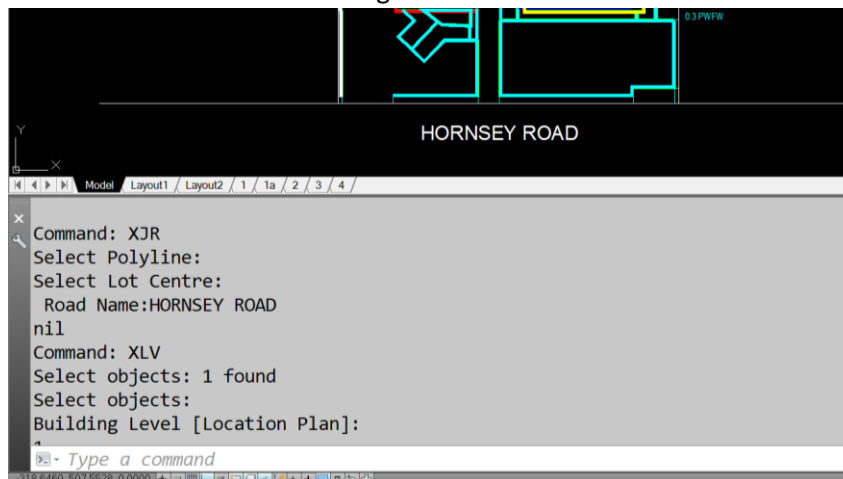 0.3 PWFW
HORNSEY ROAD
Y
X
Model Layout1 Layout2 1 1a 2 3 4
Command: XJR
Select Polyline:
Select Lot Centre:
Road Name:HORNSEY ROAD
nil
Command: XLV
Select objects: 1 found
Select objects:
Building Level [Location Plan]:
Type a command